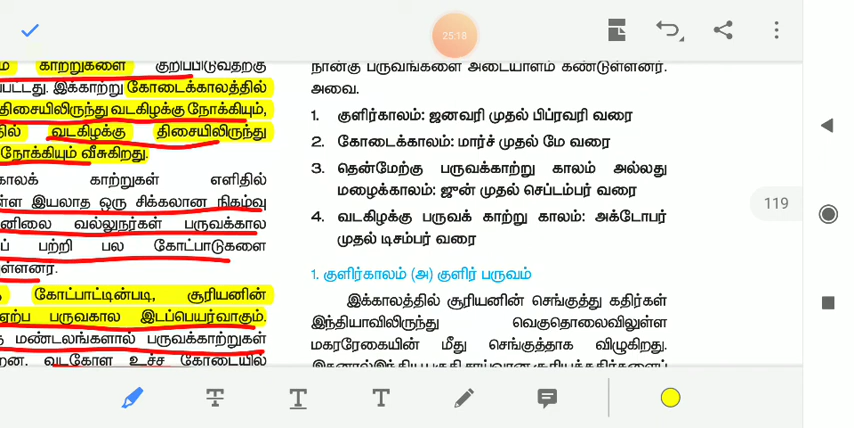 25:18
காற்றுகளை குறிப்பிடுவதற்கு
பட்டது. இக்காற்று கோடைக்காலத்தில்
திசையிலிருந்து வடகிழக்கு நோக்கியும்,
தில் வடகிழக்கு திசையிலிருந்து
நோக்கியும் வீசுகிறது.
காலக் காற்றுகள் எளிதில்
ள்ள இயலாத ஒரு சிக்கலான நிகழ்வு
னிலை வல்லுநர்கள் பருவக்கால
ப் பற்றி பல கோட்பாடுகளை
ள்ளனர்.
கோட்பாட்டின்படி, சூரியனின்
ஏற்ப பருவகால இடப்பெயர்வாகும்.
மண்டலங்களால் பருவக்காற்றுகள்
றன. வடகோள உச்ச கோடையில்
நான்கு பருவங்களை அடையாளம் கண்டுள்ளனர்.
அவை.
1. குளிர்காலம்: ஜனவரி முதல் பிப்ரவரி வரை
2. கோடைக்காலம்: மார்ச் முதல் மே வரை
3. தென்மேற்கு பருவக்காற்று காலம் அல்லது
மழைக்காலம்: ஜுன் முதல் செப்டம்பர் வரை
4. வடகிழக்கு பருவக் காற்று காலம்: அக்டோபர்
முதல் டிசம்பர் வரை
1. குளிர்காலம் (அ) குளிர் பருவம்
இக்காலத்தில் சூரியனின் செங்குத்து கதிர்கள்
இந்தியாவிலிருந்து வெகுதொலைவிலுள்ள
மகரரேகையின் மீது செங்குத்தாக விழுகிறது.
119